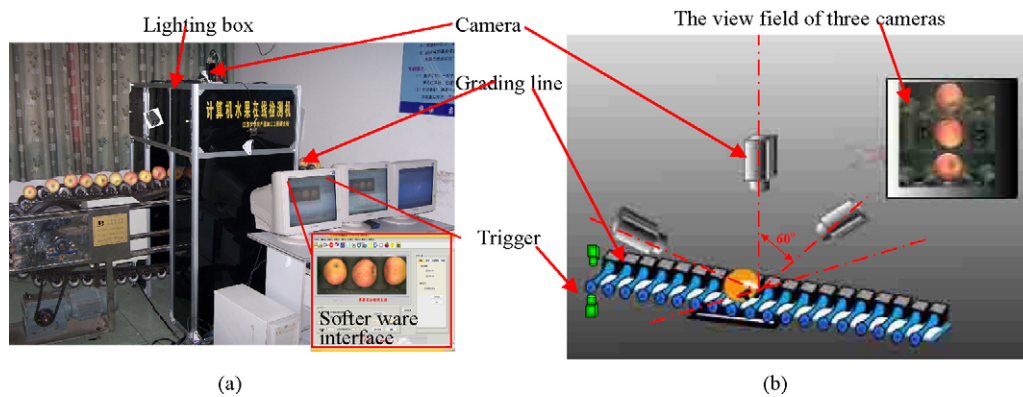 Lighting box
Camera
The view field of three cameras
Grading line
计算机水果在线检测机
Trigger
Softer ware
interface
60°
(a)
(b)